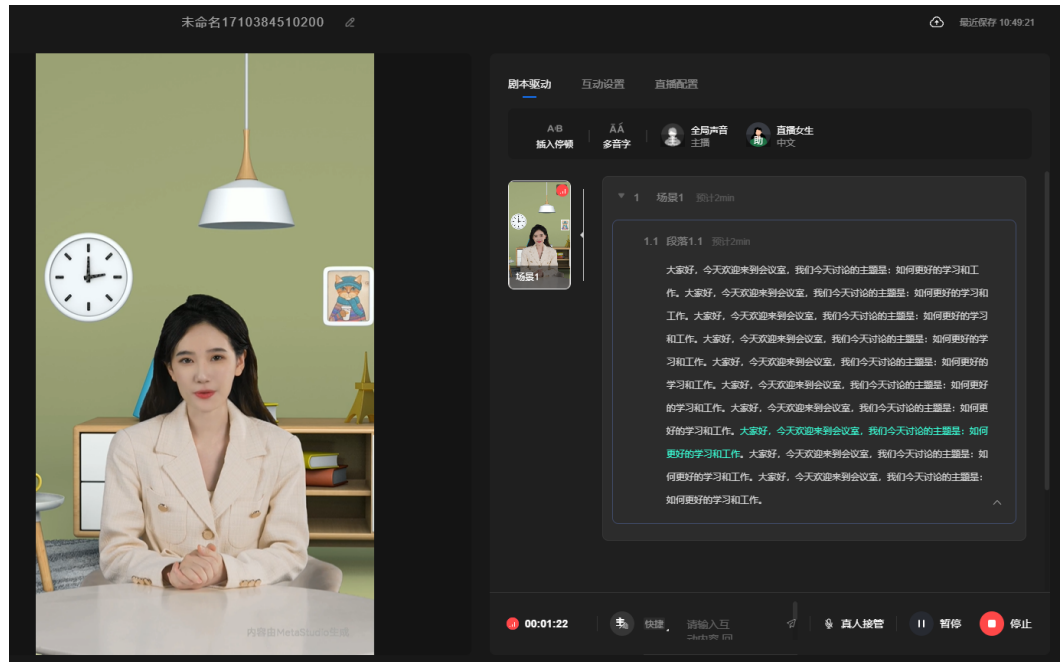 未命名1710384510200
最近保存 10:49:21
剧本驱动 互动设置 直播配置
A·B
插入停顿
ĀÁ
多音字
全局声音
主播
助
直播女生
中文
场景1
1 场景1 预计2min
1.1 段落1.1 预计2min
大家好，今天欢迎来到会议室，我们今天讨论的主题是：如何更好的学习和工
作。大家好，今天欢迎来到会议室，我们今天讨论的主题是：如何更好的学习和
工作。大家好，今天欢迎来到会议室，我们今天讨论的主题是：如何更好的学习
和工作。大家好，今天欢迎来到会议室，我们今天讨论的主题是：如何更好的学
习和工作。大家好，今天欢迎来到会议室，我们今天讨论的主题是：如何更好的
学习和工作。大家好，今天欢迎来到会议室，我们今天讨论的主题是：如何更好
的学习和工作。大家好，今天欢迎来到会议室，我们今天讨论的主题是：如何更
好的学习和工作。大家好，今天欢迎来到会议室，我们今天讨论的主题是：如何
更好的学习和工作。大家好，今天欢迎来到会议室，我们今天讨论的主题是：如
何更好的学习和工作。大家好，今天欢迎来到会议室，我们今天讨论的主题是：
如何更好的学习和工作。
内容由MetaStudio生成
00:01:22
主
快捷
请输入互
动内容,回
真人接管
暂停
停止